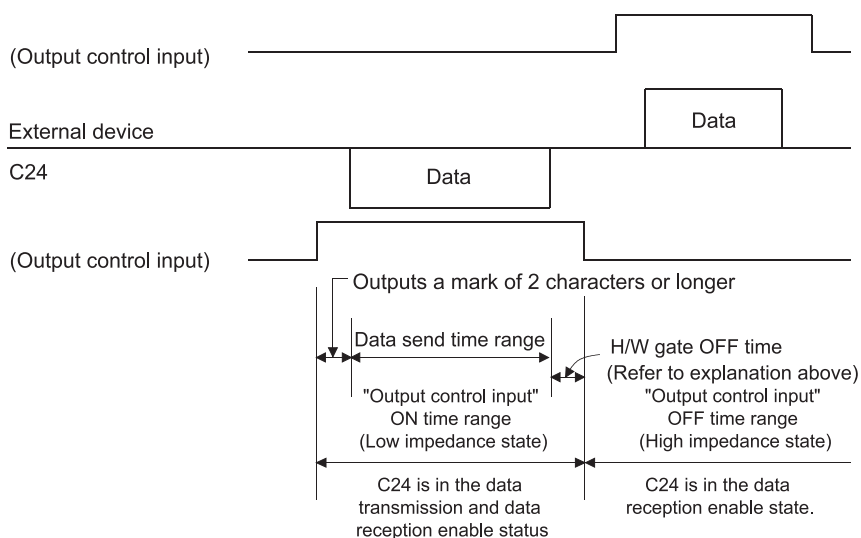 (Output control input)
Data
External device
C24
Data
(Output control input)
Outputs a mark of 2 characters or longer
Data send time range
H/W gate OFF time
(Refer to explanation above)
"Output control input"
ON time range
(Low impedance state)
"Output control input"
OFF time range
(High impedance state)
C24 is in the data
transmission and data
reception enable status
C24 is in the data
reception enable state.